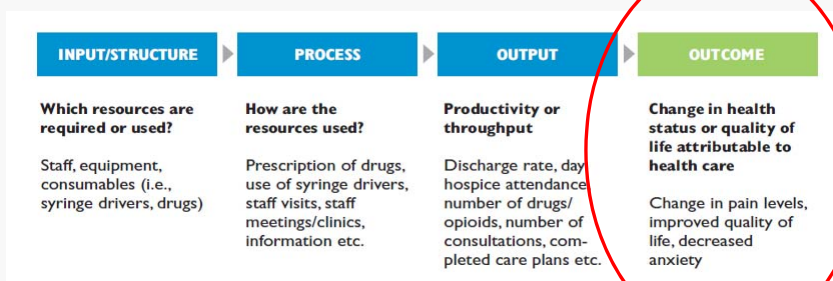 INPUT/STRUCTURE
PROCESS
OUTPUT
OUTCOME
Which resources are
required or used?
Staff, equipment,
consumables (i.e.,
syringe drivers, drugs)
How are the
resources used?
Prescription of drugs,
use of syringe drivers,
staff visits, staff
meetings/clinics,
information etc.
Productivity or
throughput
Discharge rate, day
hospice attendance
number of drugs/
opioids, number of
consultations, com-
pleted care plans etc.
Change in health
status or quality of
life attributable to
health care
Change in pain levels,
improved quality of
life, decreased
anxiety